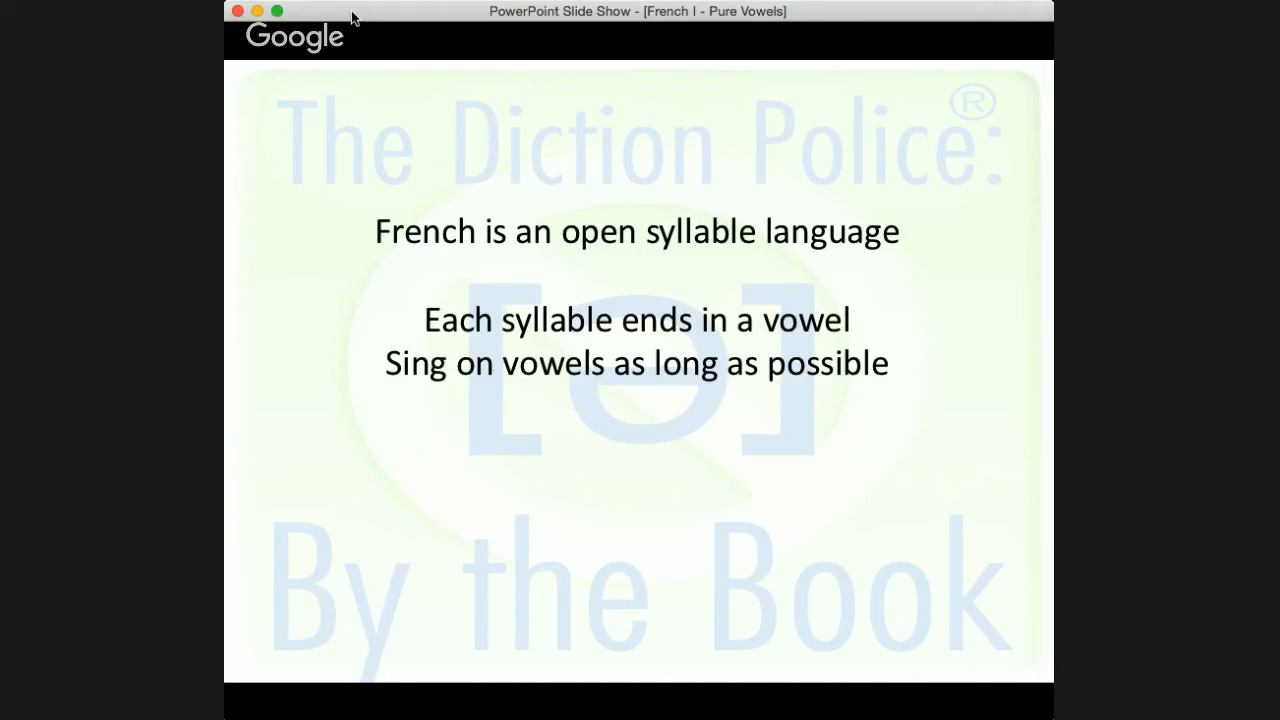 PowerPoint Slide Show - [French I - Pure Vowels]
Google
The Diction Police:®
French is an open syllable language
Each syllable ends in a vowel
Sing on vowels as long as possible
[ə]
By the Book